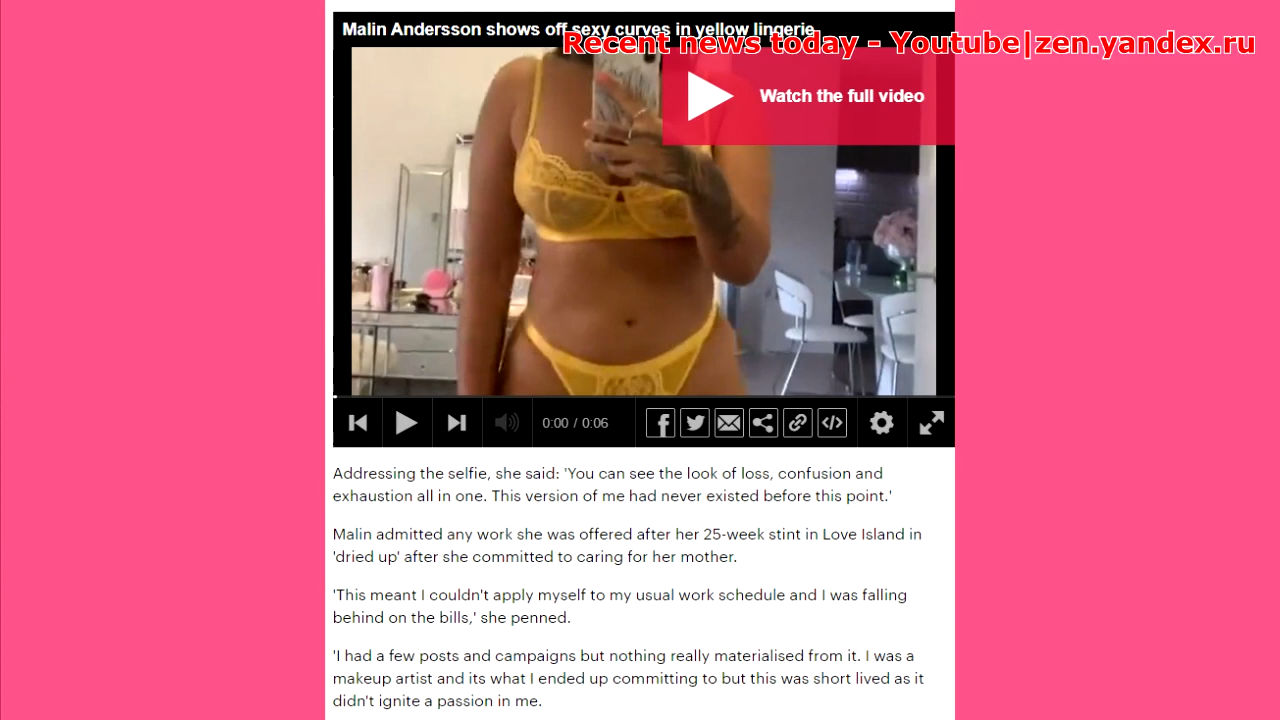 Malin Andersson shows off sexy curves in yellow lingerie
Recent news today - Youtube|zen.yandex.ru
Watch the full video
0:00 / 0:06
Addressing the selfie, she said: 'You can see the look of loss, confusion and
exhaustion all in one. This version of me had never existed before this point.'
Malin admitted any work she was offered after her 25-week stint in Love Island in
'dried up' after she committed to caring for her mother.
'This meant I couldn't apply myself to my usual work schedule and I was falling
behind on the bills,' she penned.
'I had a few posts and campaigns but nothing really materialised from it. I was a
makeup artist and its what I ended up committing to but this was short lived as it
didn't ignite a passion in me.